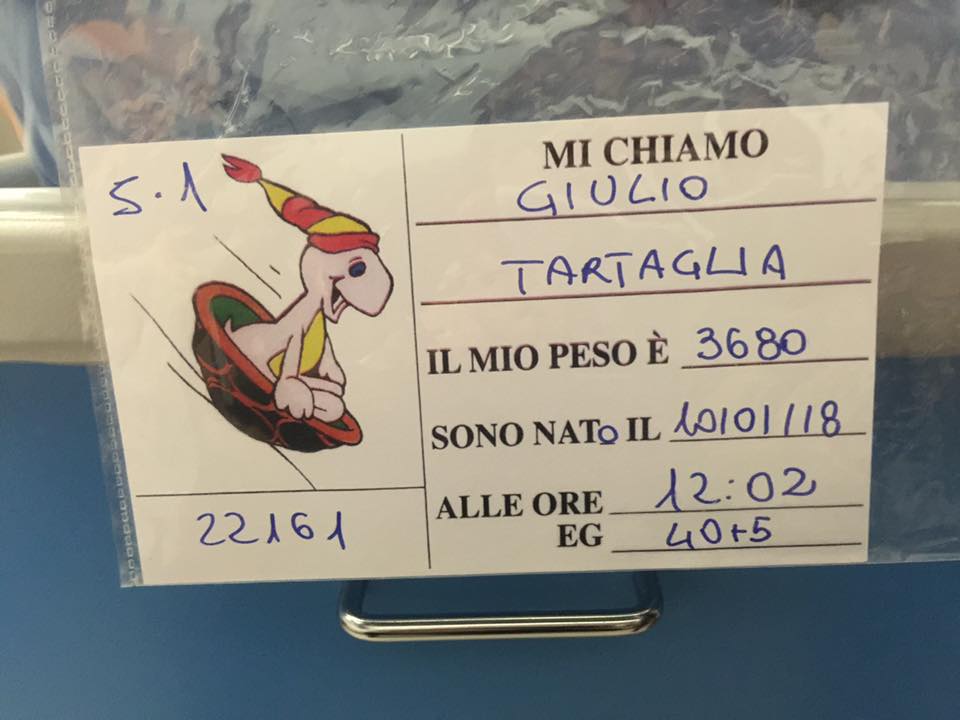 5.1
22161
MI CHIAMO
GIULIO
TARTAGLIA
IL MIO PESO È 3680
SONO NATO IL 10/01/18
ALLE ORE 12:02
EG 40+5